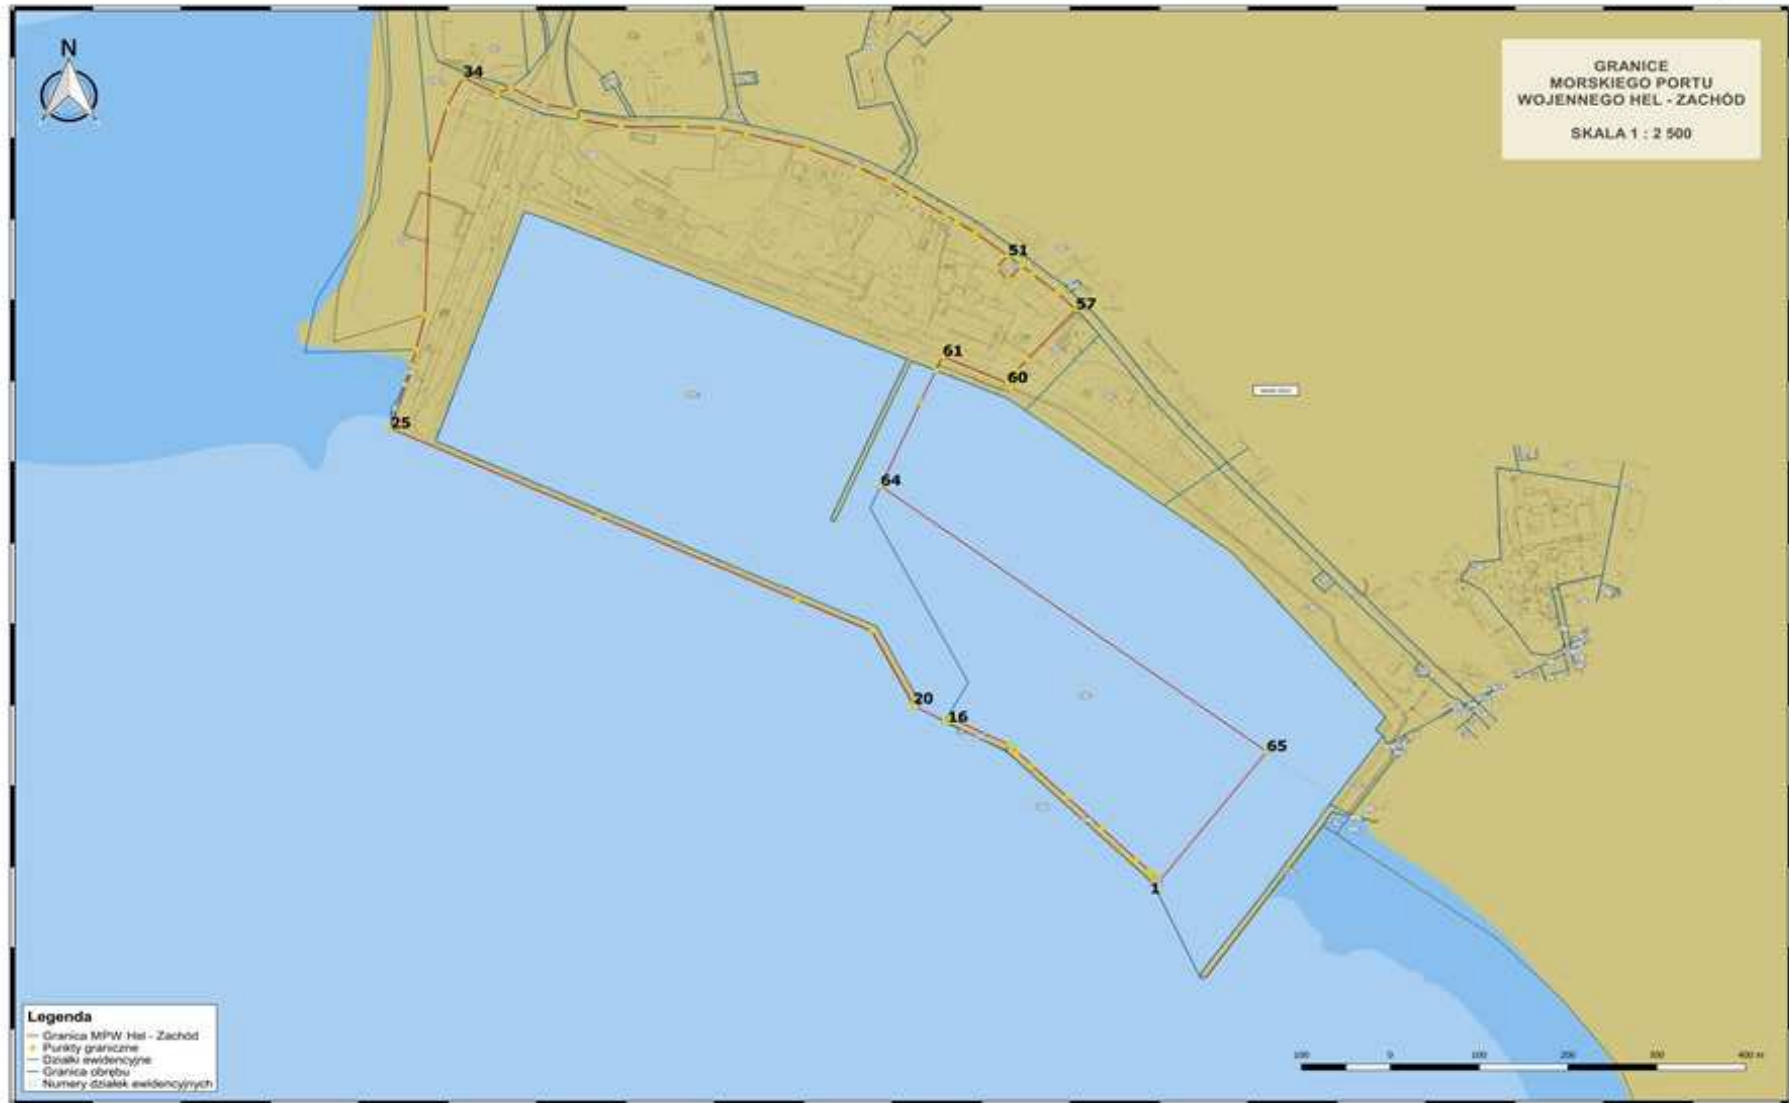 N
GRANICE
MORSKIEGO PORTU
WOJENNEGO HEL - ZACHÓD
SKALA 1 : 2 500
34
51
57
61
60
25
64
20
16
65
1
Legenda
Granica MPW Hel - Zachód
Punkty graniczne
Działki ewidencyjne
Granica obrębu
Numery działek ewidencyjnych
100 0 100 200 300 400 m